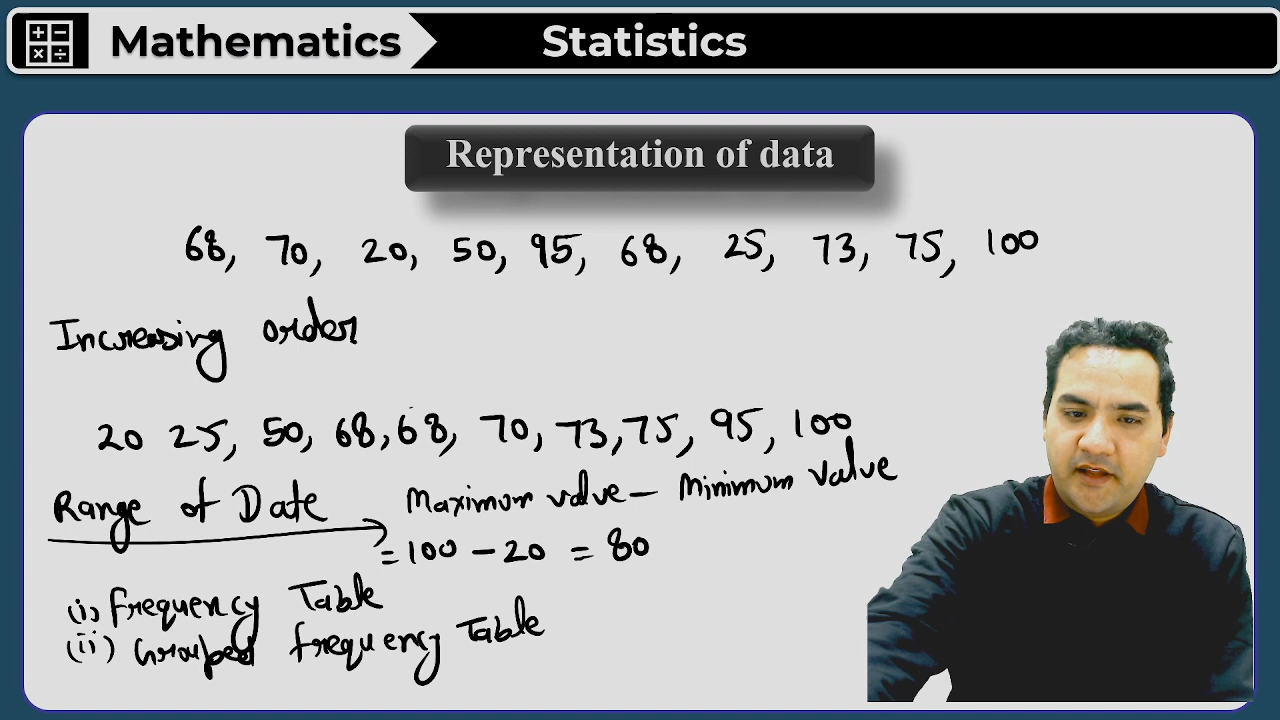 Mathematics
Statistics
Representation of data
68, 70, 20, 50, 95, 68, 25, 73, 75, 100
Increasing order
20 25, 50, 68, 68, 70, 73, 75, 95, 100
Range of Date Maximum value - Minimum value
= 100 - 20 = 80
(i) Frequency Table
(ii) Grouped frequency Table